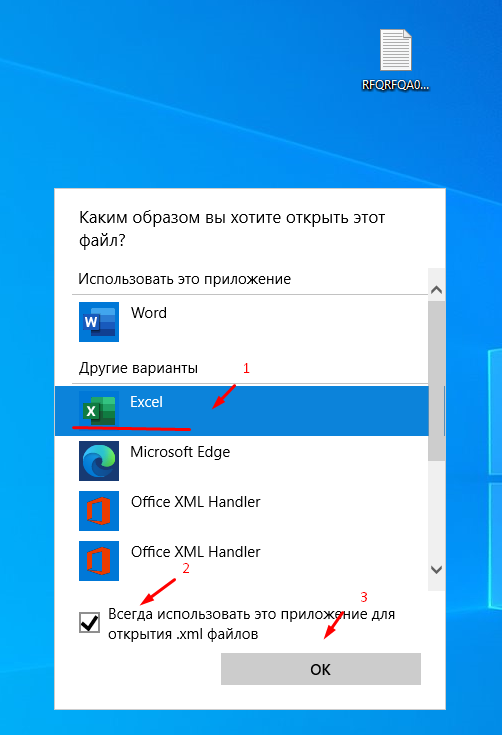 RFQRFQA0...
Каким образом вы хотите открыть этот
файл?
Использовать это приложение
W
Word
Другие варианты
1
X
Excel
Microsoft Edge
Office XML Handler
Office XML Handler
2
3
Всегда использовать это приложение для
открытия .xml файлов
ОК